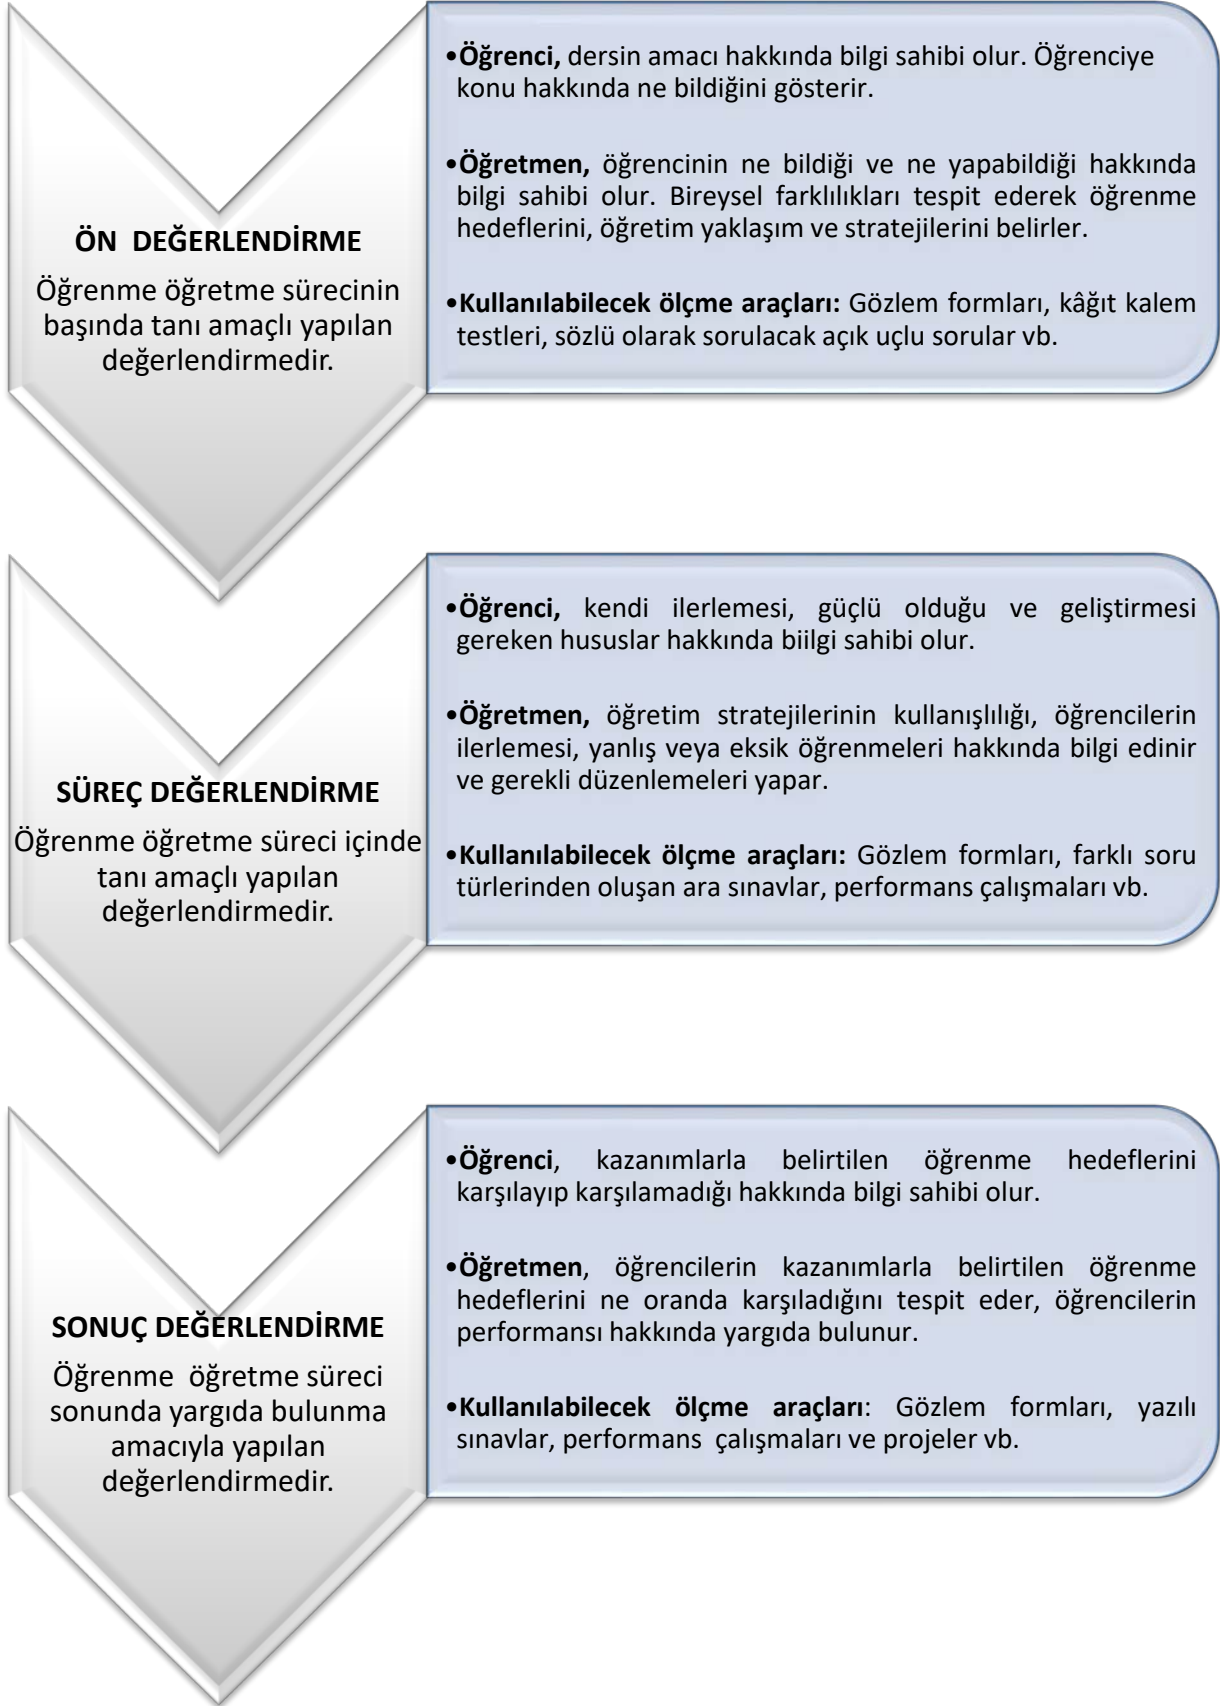 ÖN DEĞERLENDİRME
Öğrenme öğretme sürecinin
başında tanı amaçlı yapılan
değerlendirmedir.
•Öğrenci, dersin amacı hakkında bilgi sahibi olur. Öğrenciye
konu hakkında ne bildiğini gösterir.
•Öğretmen, öğrencinin ne bildiği ve ne yapabildiği hakkında
bilgi sahibi olur. Bireysel farklılıkları tespit ederek öğrenme
hedeflerini, öğretim yaklaşım ve stratejilerini belirler.
•Kullanılabilecek ölçme araçları: Gözlem formları, kâğıt kalem
testleri, sözlü olarak sorulacak açık uçlu sorular vb.
SÜREÇ DEĞERLENDİRME
Öğrenme öğretme süreci içinde
tanı amaçlı yapılan
değerlendirmedir.
•Öğrenci, kendi ilerlemesi, güçlü olduğu ve geliştirmesi
gereken hususlar hakkında biilgi sahibi olur.
•Öğretmen, öğretim stratejilerinin kullanışlılığı, öğrencilerin
ilerlemesi, yanlış veya eksik öğrenmeleri hakkında bilgi edinir
ve gerekli düzenlemeleri yapar.
•Kullanılabilecek ölçme araçları: Gözlem formları, farklı soru
türlerinden oluşan ara sınavlar, performans çalışmaları vb.
SONUÇ DEĞERLENDİRME
Öğrenme öğretme süreci
sonunda yargıda bulunma
amacıyla yapılan
değerlendirmedir.
•Öğrenci, kazanımlarla belirtilen öğrenme hedeflerini
karşılayıp karşılamadığı hakkında bilgi sahibi olur.
•Öğretmen, öğrencilerin kazanımlarla belirtilen öğrenme
hedeflerini ne oranda karşıladığını tespit eder, öğrencilerin
performansı hakkında yargıda bulunur.
•Kullanılabilecek ölçme araçları: Gözlem formları, yazılı
sınavlar, performans çalışmaları ve projeler vb.